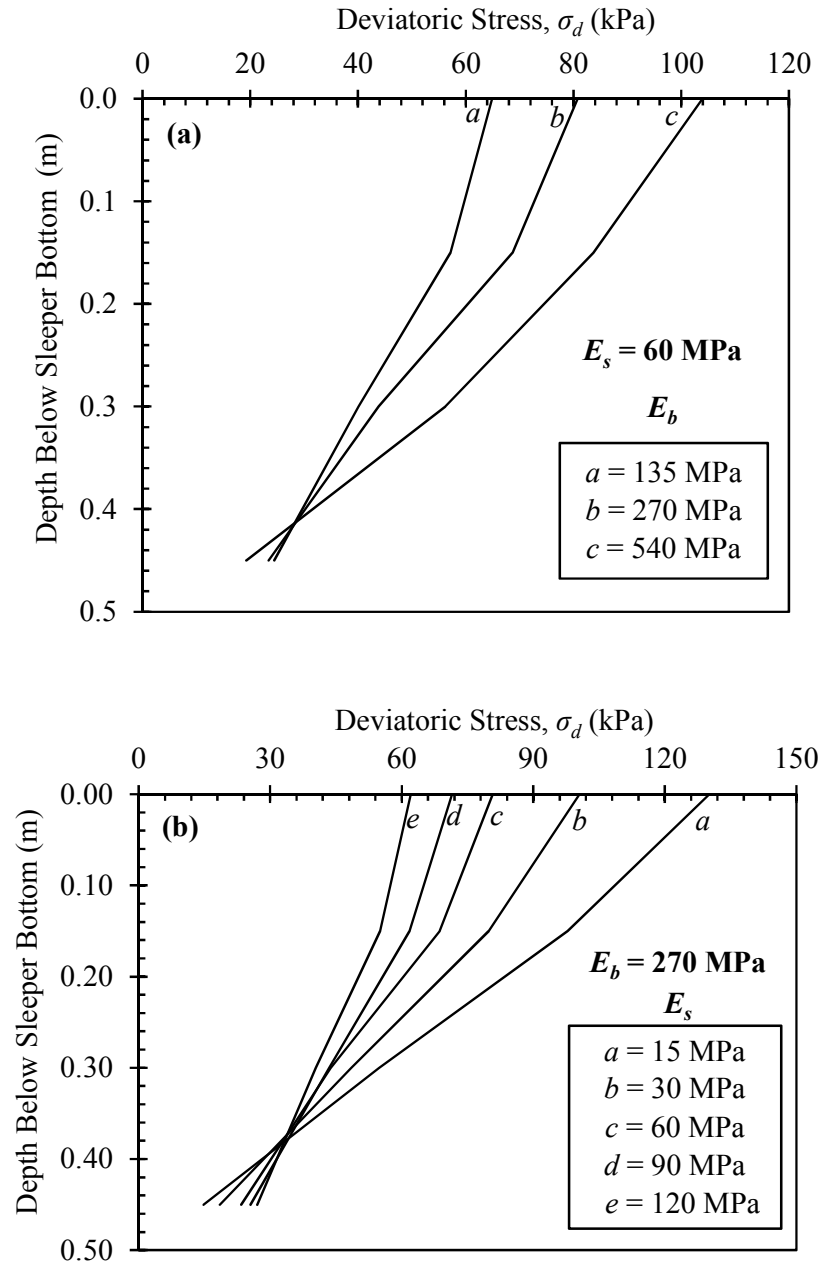 Deviatoric Stress, σd (kPa)
0 20 40 60 80 100 120
0.0
0.1
0.2
0.3
0.4
0.5
Depth Below Sleeper Bottom (m)
(a)
a b c
Es = 60 MPa
Eb
a = 135 MPa
b = 270 MPa
c = 540 MPa
Deviatoric Stress, σd (kPa)
0 30 60 90 120 150
0.00
0.10
0.20
0.30
0.40
0.50
Depth Below Sleeper Bottom (m)
(b)
e d c b a
Eb = 270 MPa
Es
a = 15 MPa
b = 30 MPa
c = 60 MPa
d = 90 MPa
e = 120 MPa